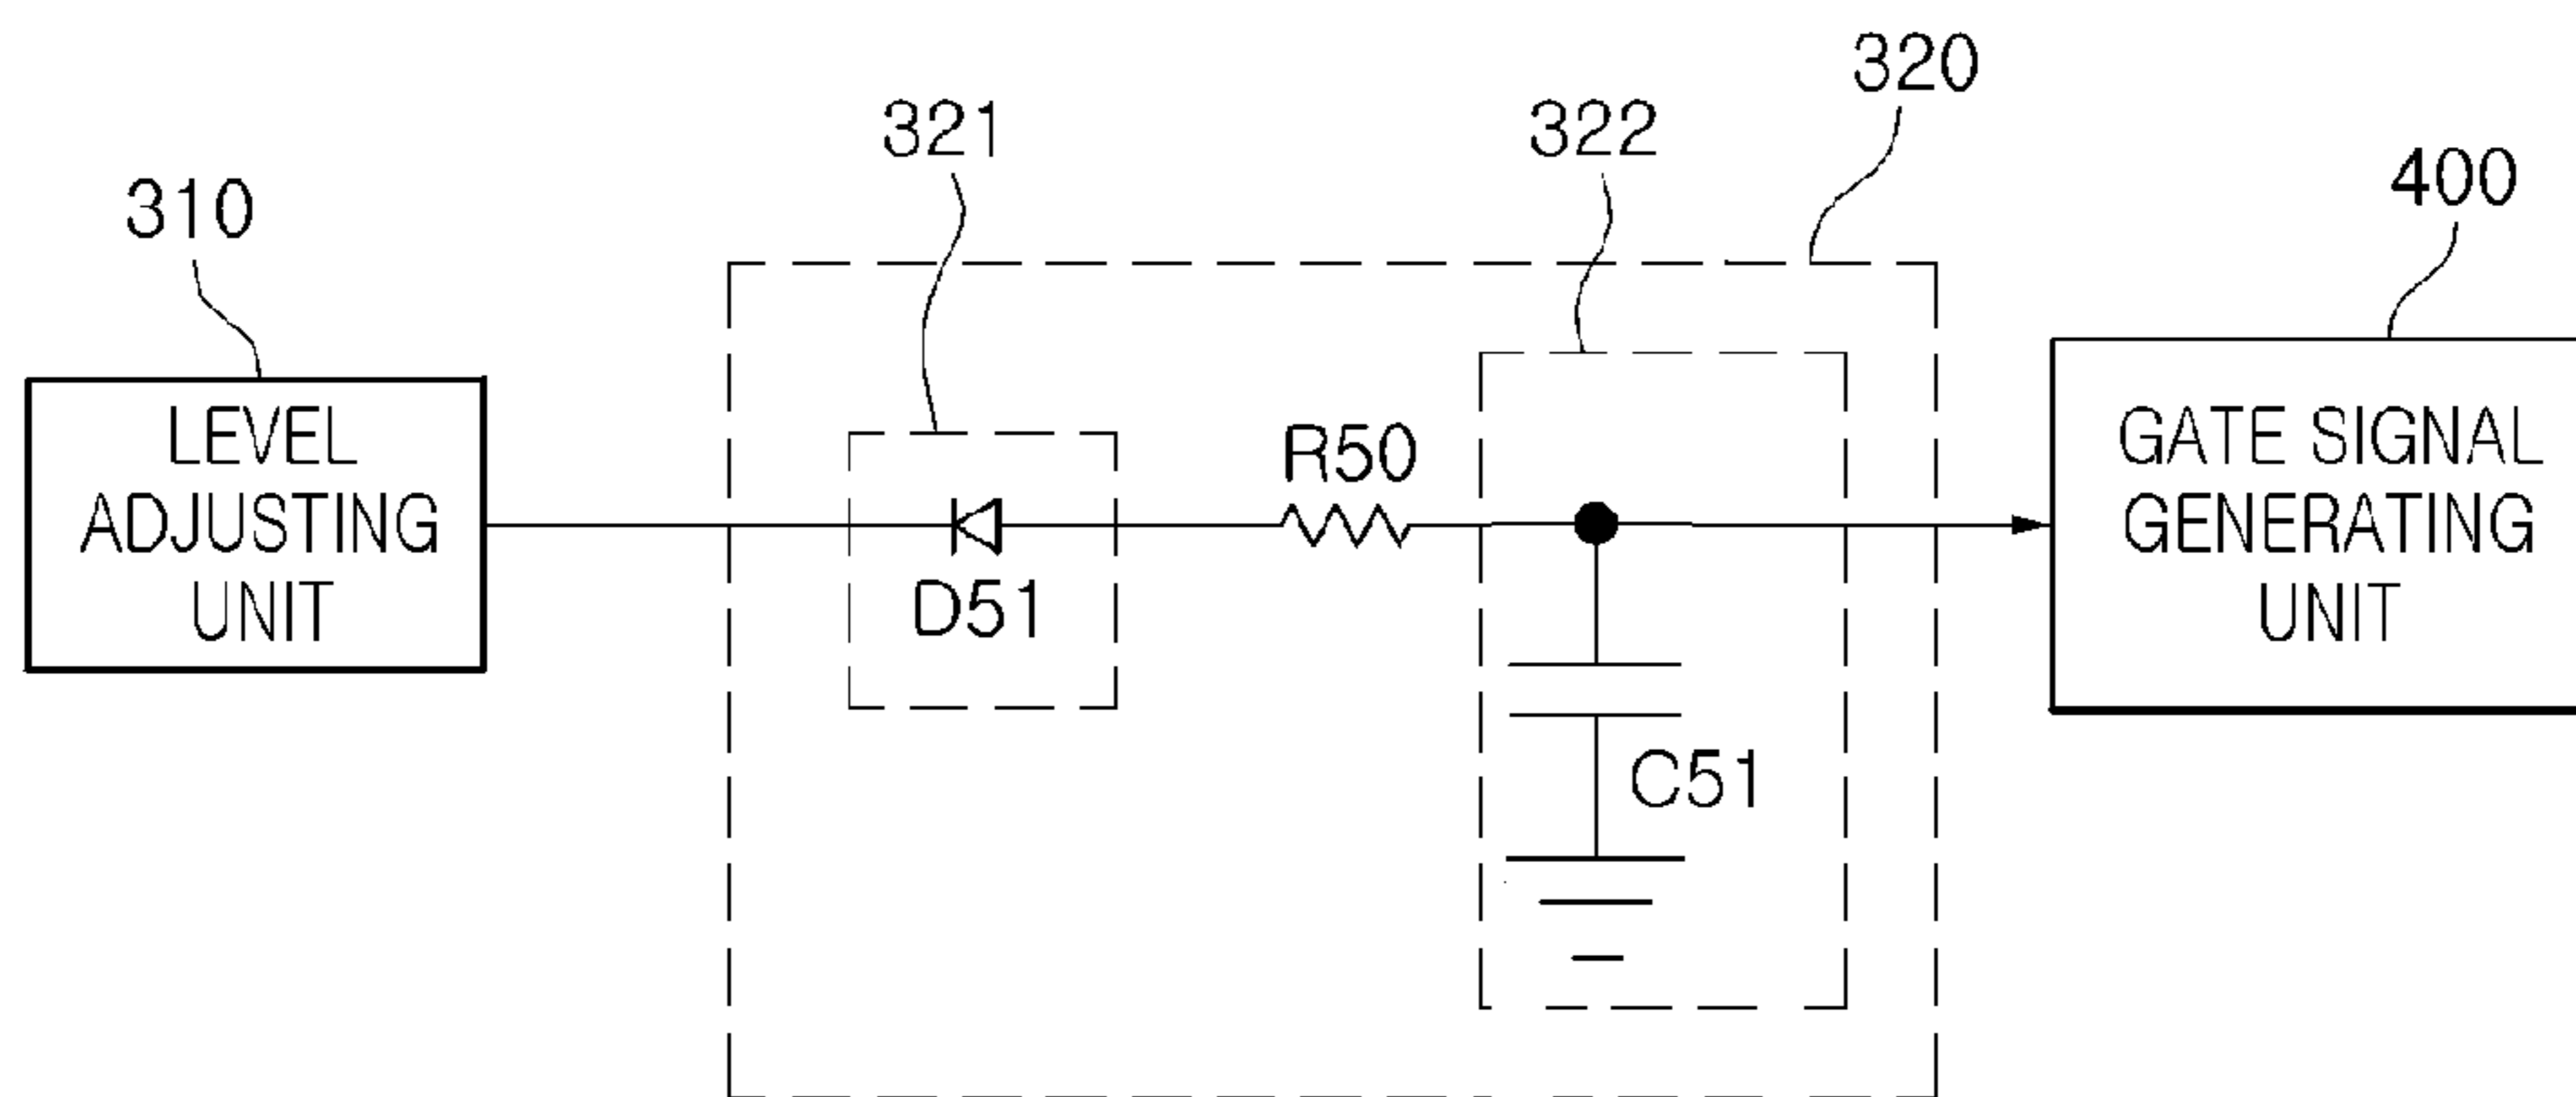 320
321
322
400
310
LEVEL
ADJUSTING
UNIT
R50
D51
C51
GATE SIGNAL
GENERATING
UNIT